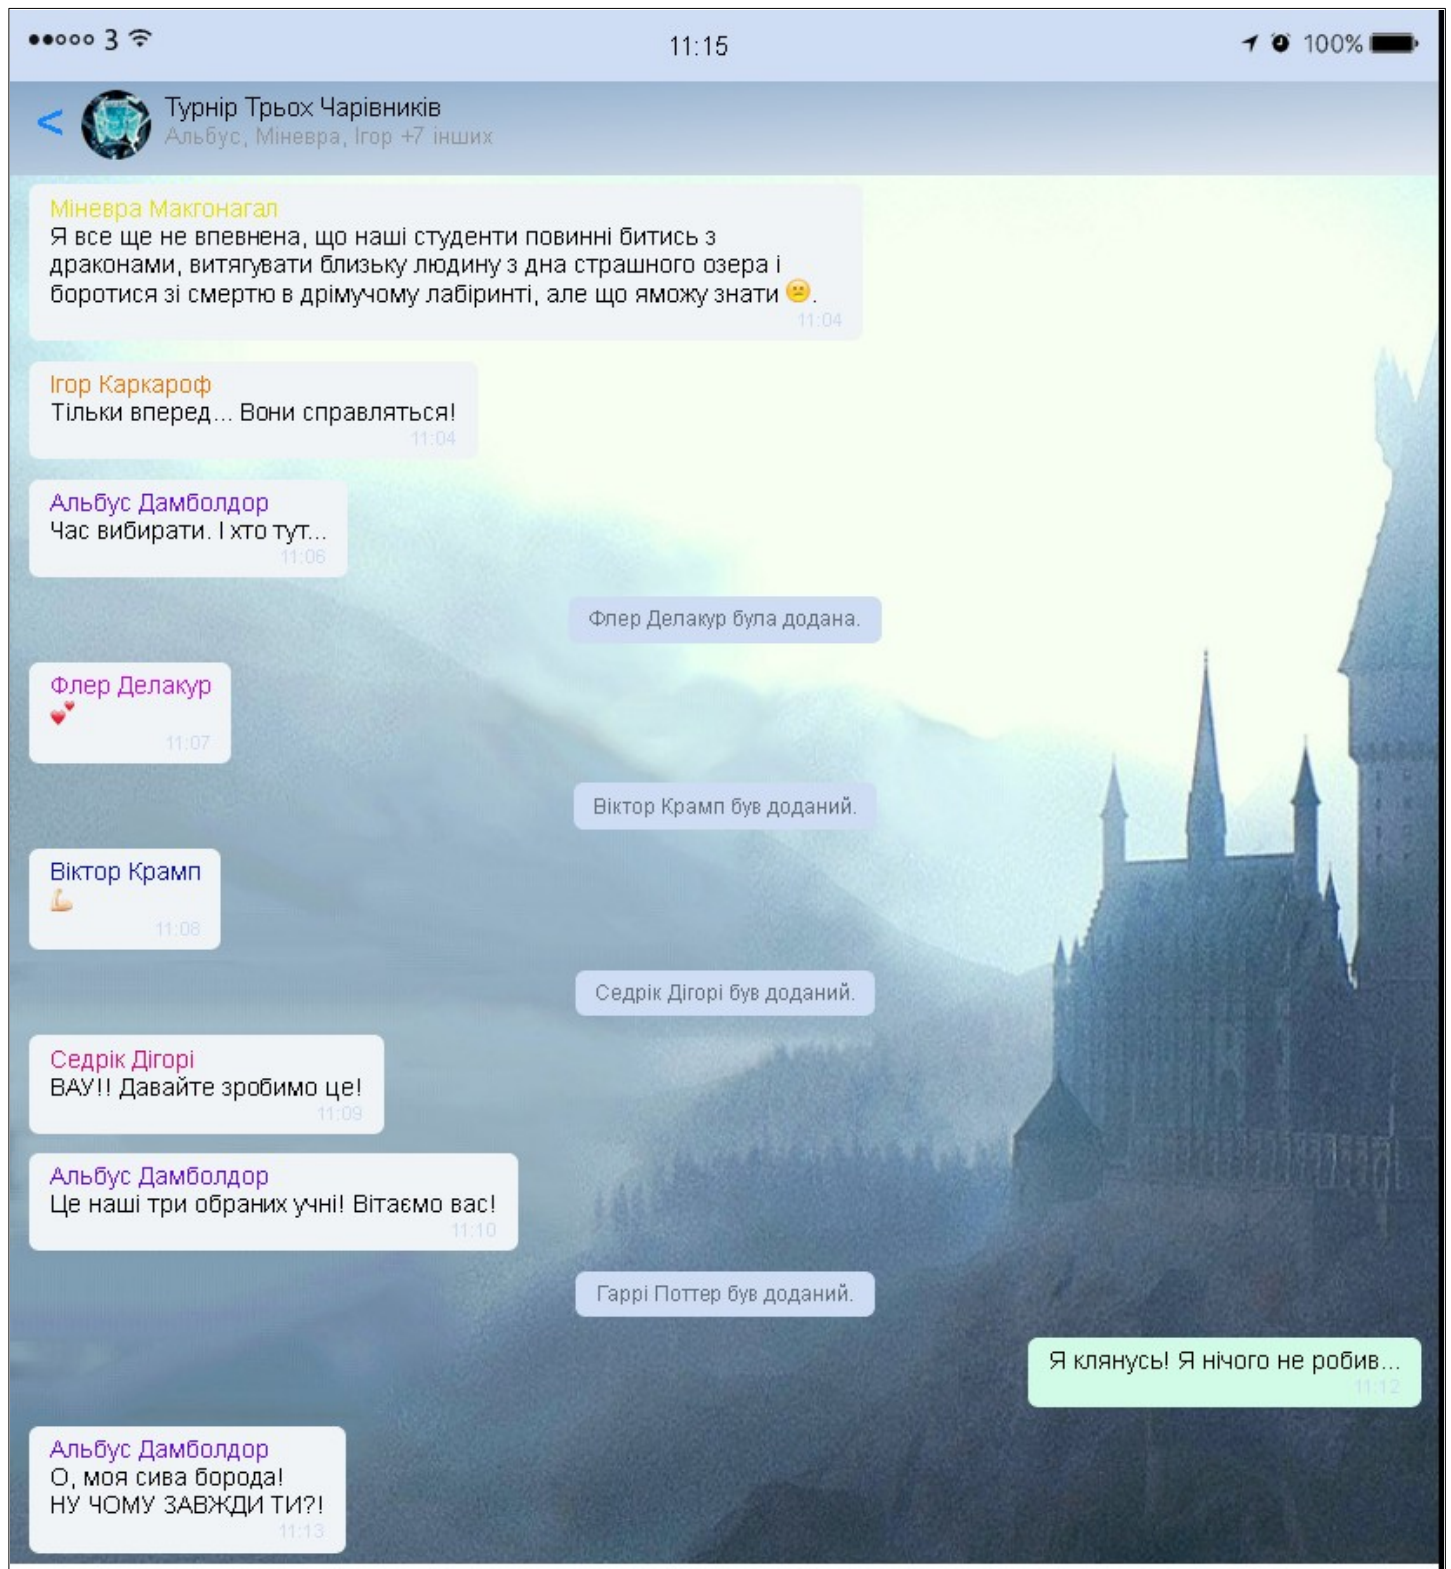 3
11:15
100%
<
Турнір Трьох Чарівників
Альбус, Міневра, Ігор +7 інших
Міневра Макгонагал
Я все ще не впевнена, що наші студенти повинні битись з
драконами, витягувати близьку людину з дна страшного озера і
боротися зі смертю в дрімучому лабіринті, але що яможу знати 😕.
11:04
Ігор Каркароф
Тільки вперед... Вони справляться!
11:04
Альбус Дамболдор
Час вибирати. І хто тут...
11:06
Флер Делакур була додана.
Флер Делакур
💕
11:07
Віктор Крамп був доданий.
Віктор Крамп
💪
11:08
Седрік Дігорі був доданий.
Седрік Дігорі
ВАУ!! Давайте зробимо це!
11:09
Альбус Дамболдор
Це наші три обраних учні! Вітаємо вас!
11:10
Гаррі Поттер був доданий.
Я клянусь! Я нічого не робив...
11:12
Альбус Дамболдор
О, моя сива борода!
НУ ЧОМУ ЗАВЖДИ ТИ?!
11:13